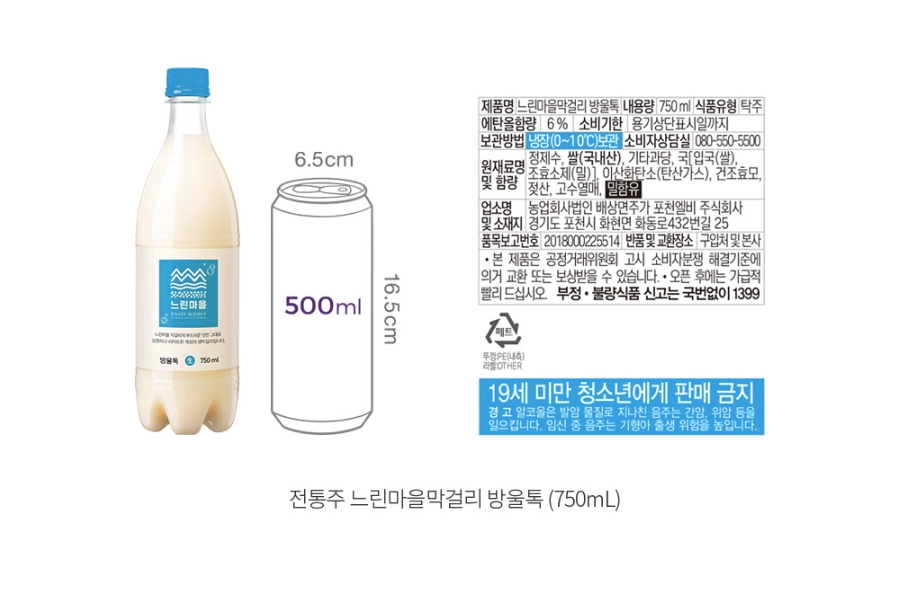 느린마을
ENJOY SLOWLY
방울톡 생 750 ml
6.5cm
500ml
16.5cm
제품명 느린마을막걸리 방울톡 내용량 750 ml 식품유형 탁주
에탄올함량 6 % 소비기한 용기상단표시일까지
보관방법 냉장(0~10℃)보관 소비자상담실 080-550-5500
원재료명 및 함량 정제수, 쌀(국내산), 기타과당, 국[입국(쌀),
조효소제(밀)], 이산화탄소(탄산가스), 건조효모,
젖산, 고수열매, 밀함유
업소명 및 소재지 농업회사법인 배상면주가 포천엘비 주식회사
경기도 포천시 화현면 화동로432번길 25
품목보고번호 2018000225514 반품 및 교환장소 구입처 및 본사
• 본 제품은 공정거래위원회 고시 소비자분쟁 해결기준에
의거 교환 또는 보상받을 수 있습니다. • 오픈 후에는 가급적
빨리 드십시오. 부정 • 불량식품 신고는 국번없이 1399
페트
뚜껑:PE(내측)
라벨:OTHER
19세 미만 청소년에게 판매 금지
경 고 알코올은 발암 물질로 지나친 음주는 간암, 위암 등을
일으킵니다. 임신 중 음주는 기형아 출생 위험을 높입니다.
전통주 느린마을막걸리 방울톡 (750mL)